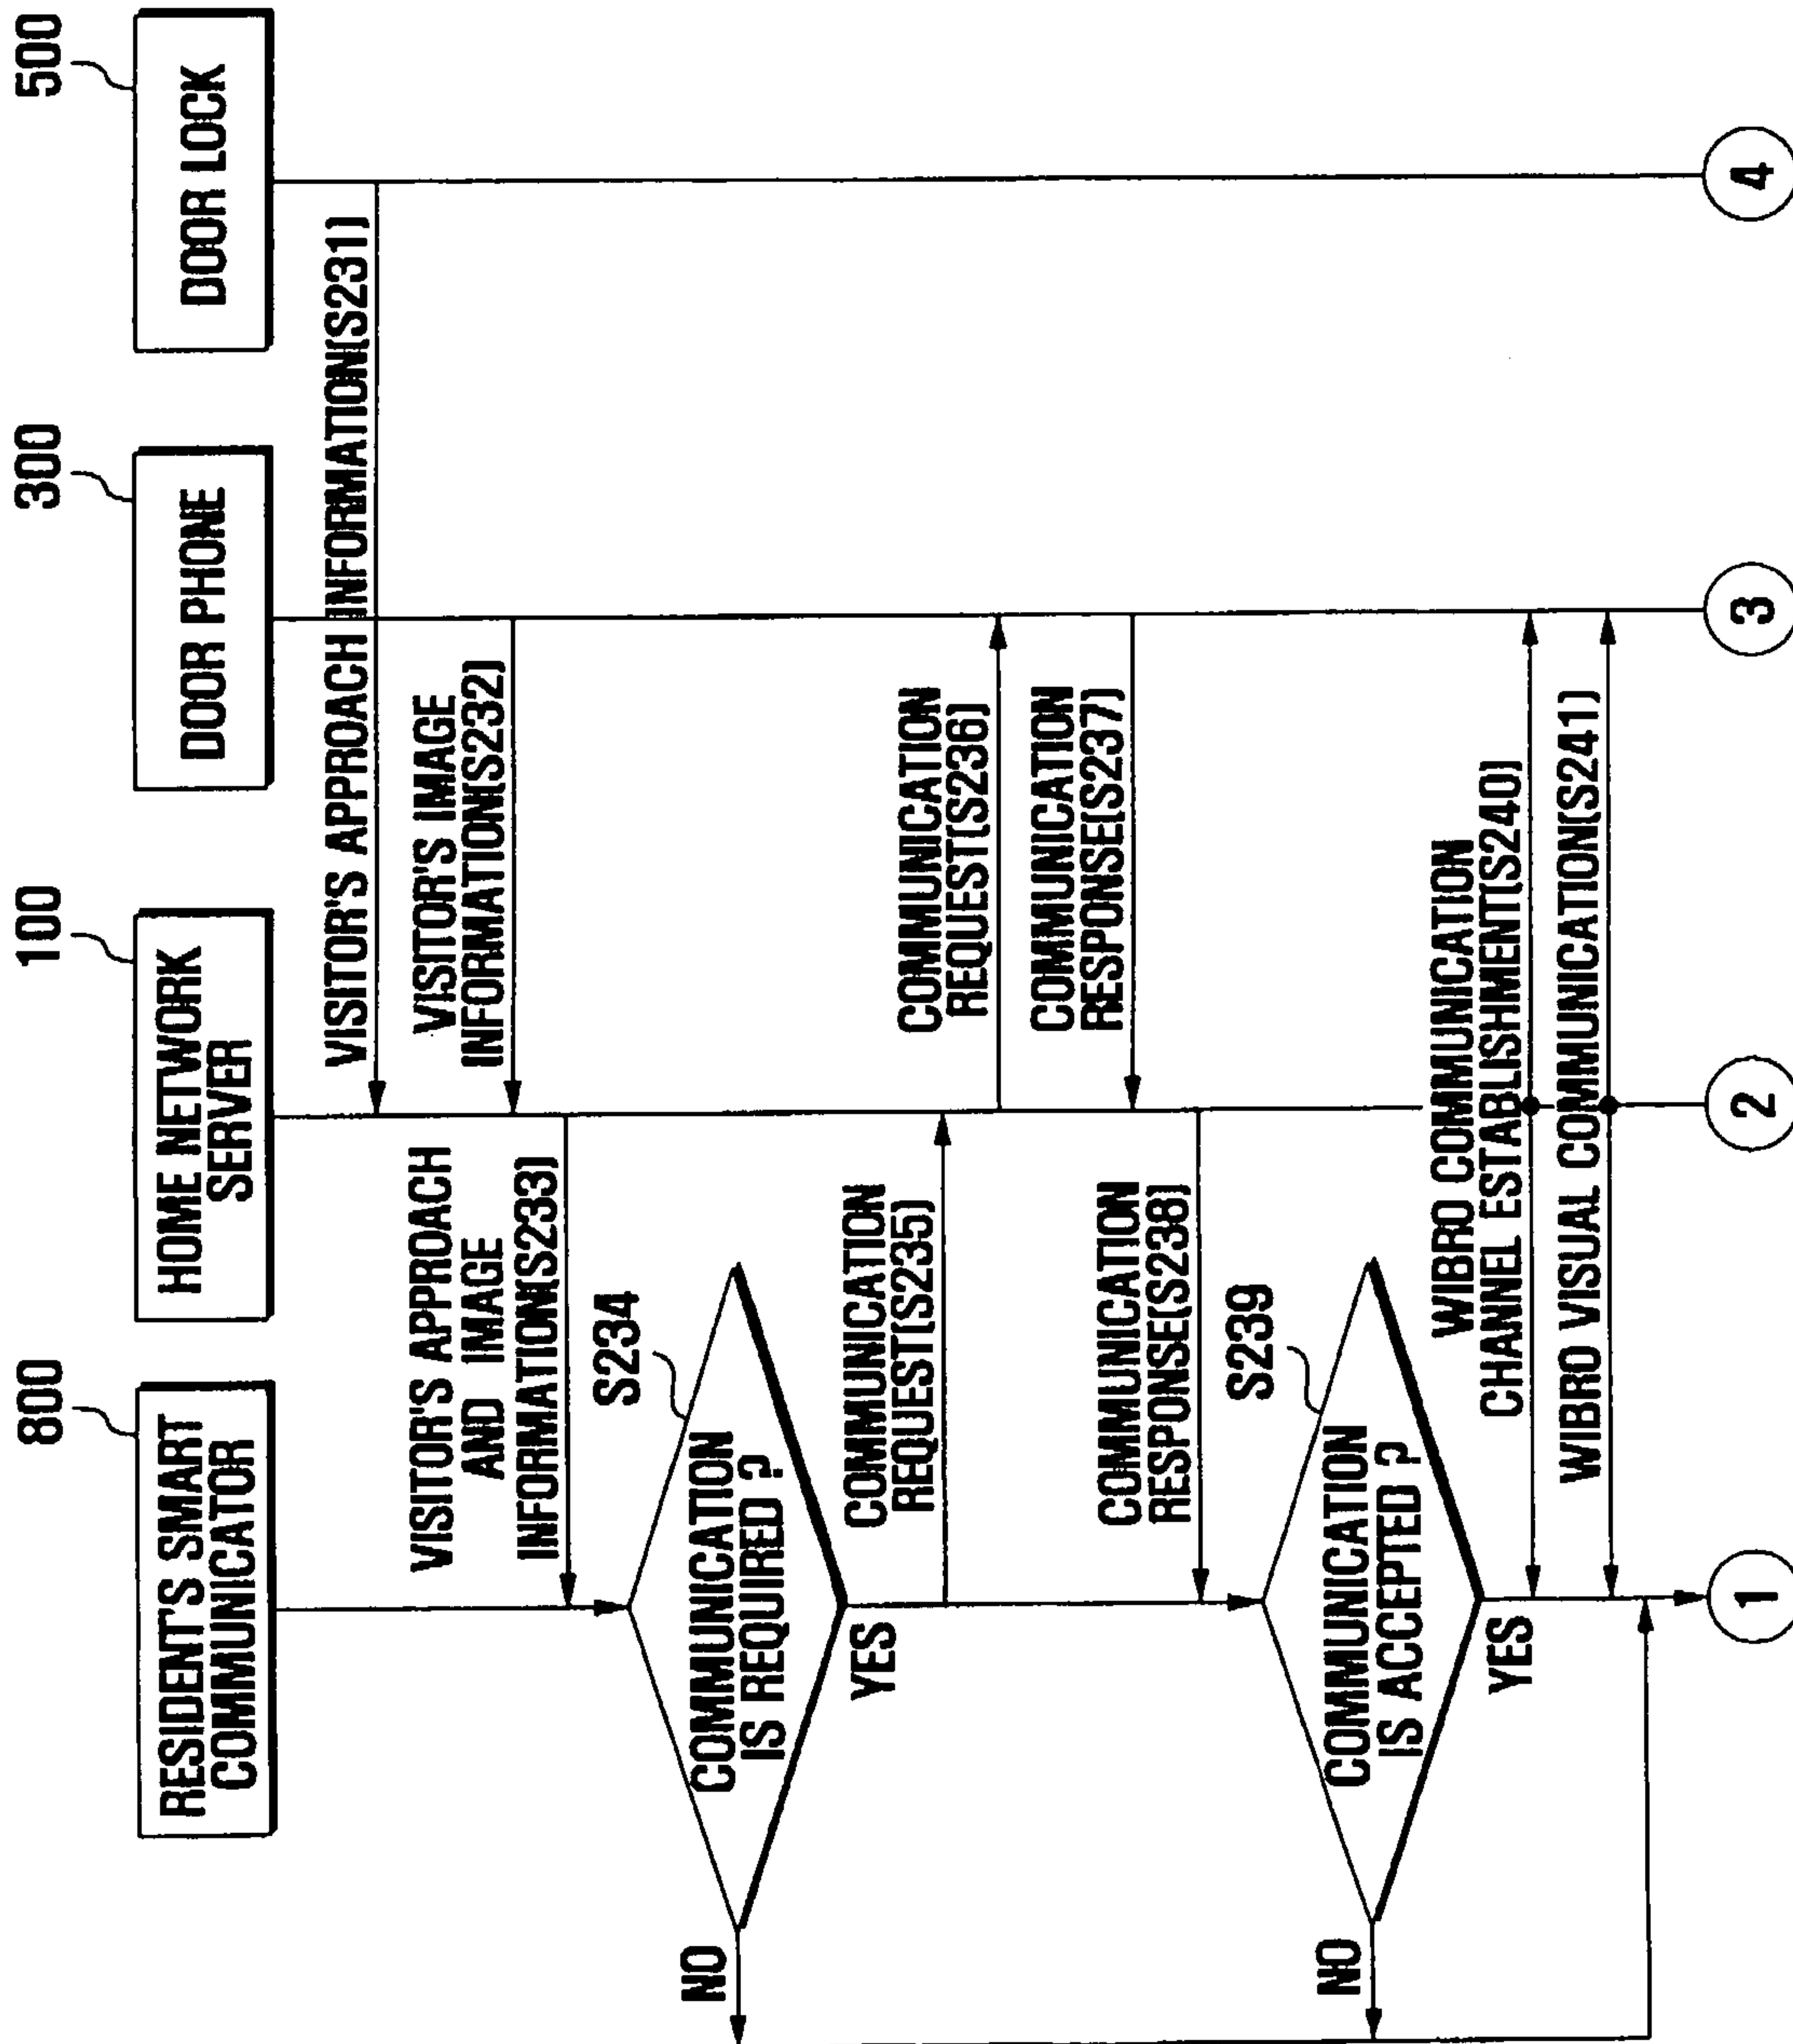 800
100
300
500
RESIDENT'S SMART
COMMUNICATOR
HOME NETWORK
SERVER
DOOR PHONE
DOOR LOCK
VISITOR'S APPROACH INFORMATION(S231)
VISITOR'S IMAGE
INFORMATION(S232)
VISITOR'S APPROACH
AND IMAGE
INFORMATION(S233)
S234
COMMUNICATION
IS REQUIRED ?
NO
YES
COMMUNICATION
REQUEST(S235)
COMMUNICATION
REQUEST(S236)
COMMUNICATION
RESPONSE(S237)
COMMUNICATION
RESPONSE(S238)
S239
COMMUNICATION
IS ACCEPTED ?
NO
YES
WIBRO COMMUNICATION
CHANNEL ESTABLISHMENT(S240)
WIBRO VISUAL COMMUNICATION(S241)
1
2
3
4